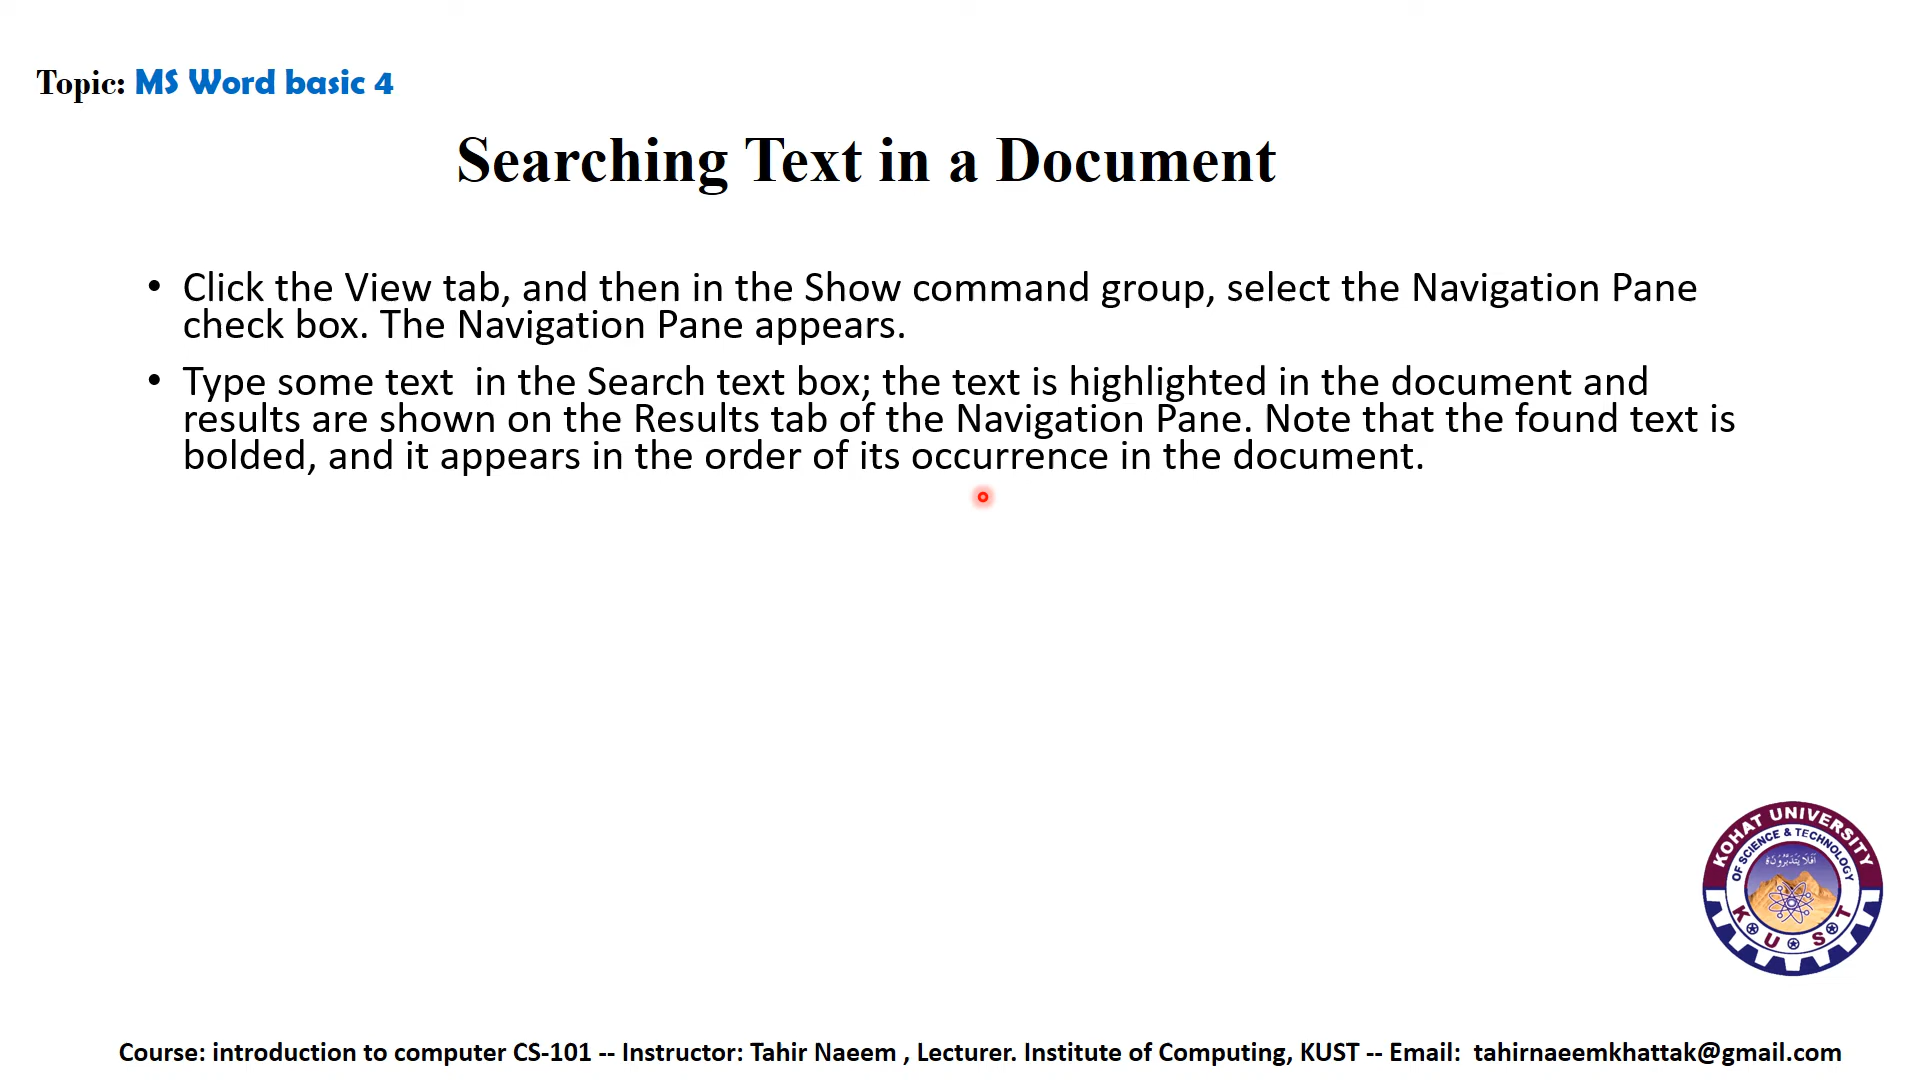 Topic: MS Word basic 4
Searching Text in a Document
• Click the View tab, and then in the Show command group, select the Navigation Pane
check box. The Navigation Pane appears.
• Type some text  in the Search text box; the text is highlighted in the document and
results are shown on the Results tab of the Navigation Pane. Note that the found text is
bolded, and it appears in the order of its occurrence in the document.
KOHAT UNIVERSITY
OF SCIENCE & TECHNOLOGY
K U S T
Course: introduction to computer CS-101 -- Instructor: Tahir Naeem , Lecturer. Institute of Computing, KUST -- Email:  tahirnaeemkhattak@gmail.com